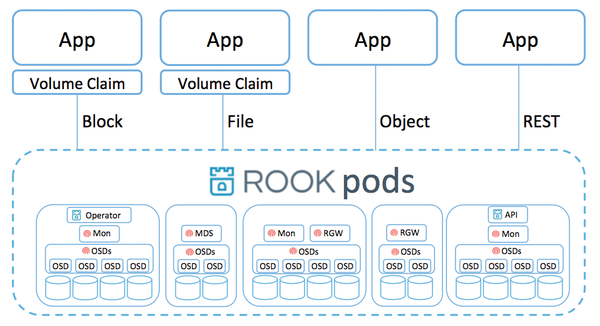 App App App App
Volume Claim Volume Claim
Block File Object REST
ROOK pods
Operator API
Mon MDS Mon RGW RGW Mon
OSDs OSDs OSDs OSDs OSDs
OSD OSD OSD OSD OSD OSD OSD OSD OSD OSD OSD OSD OSD OSD OSD OSD